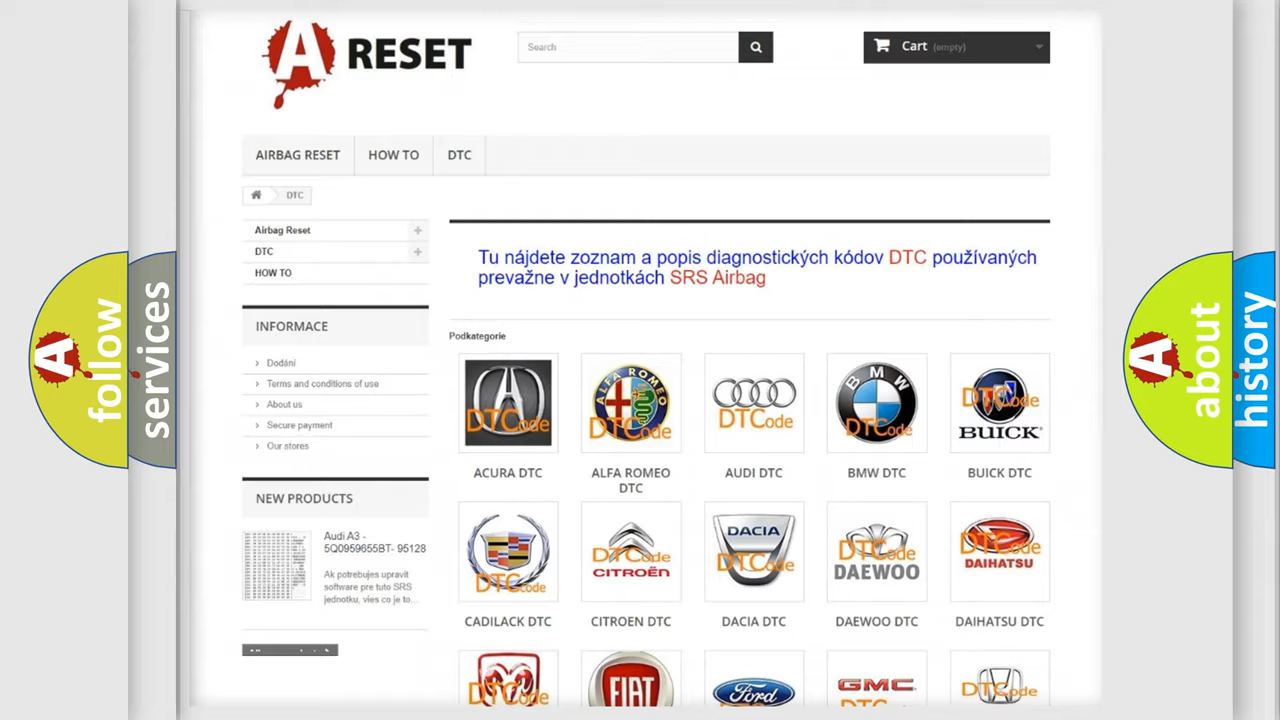 A RESET
Search
Cart (empty)
AIRBAG RESET
HOW TO
DTC
DTC
Airbag Reset
DTC
HOW TO
INFORMACE
Dodání
Terms and conditions of use
About us
Secure payment
Our stores
NEW PRODUCTS
Audi A3 -
5Q0959655BT- 95128
Ak potrebujes upravit
software pre tuto SRS
jednotku, vies co je to...
Tu nájdete zoznam a popis diagnostických kódov DTC používaných
prevažne v jednotkách SRS Airbag
Podkategorie
DTCode
ALFA ROMEO
DTCode
DTCode
BMW
DTCode
DTCode
BUICK
ACURA DTC
ALFA ROMEO
DTC
AUDI DTC
BMW DTC
BUICK DTC
DTCode
DTCode
CITROËN
DACIA
DTCode
DTCode
DAEWOO
DTCode
DAIHATSU
CADILACK DTC
CITROEN DTC
DACIA DTC
DAEWOO DTC
DAIHATSU DTC
DTCode
FIAT
Ford
GMC
DTCode
A follow
services
A about
history